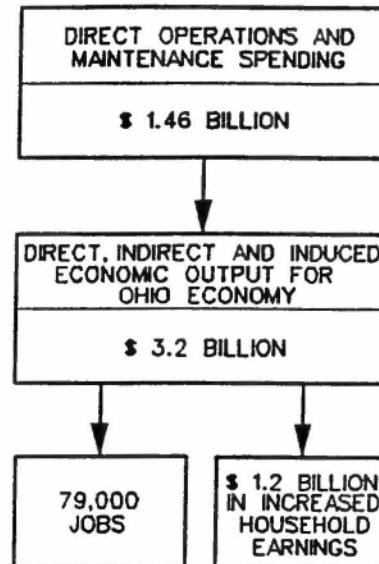 DIRECT OPERATIONS AND
MAINTENANCE SPENDING
$ 1.46 BILLION
DIRECT, INDIRECT AND INDUCED
ECONOMIC OUTPUT FOR
OHIO ECONOMY
$ 3.2 BILLION
79,000
JOBS
$ 1.2 BILLION
IN INCREASED
HOUSEHOLD
EARNINGS